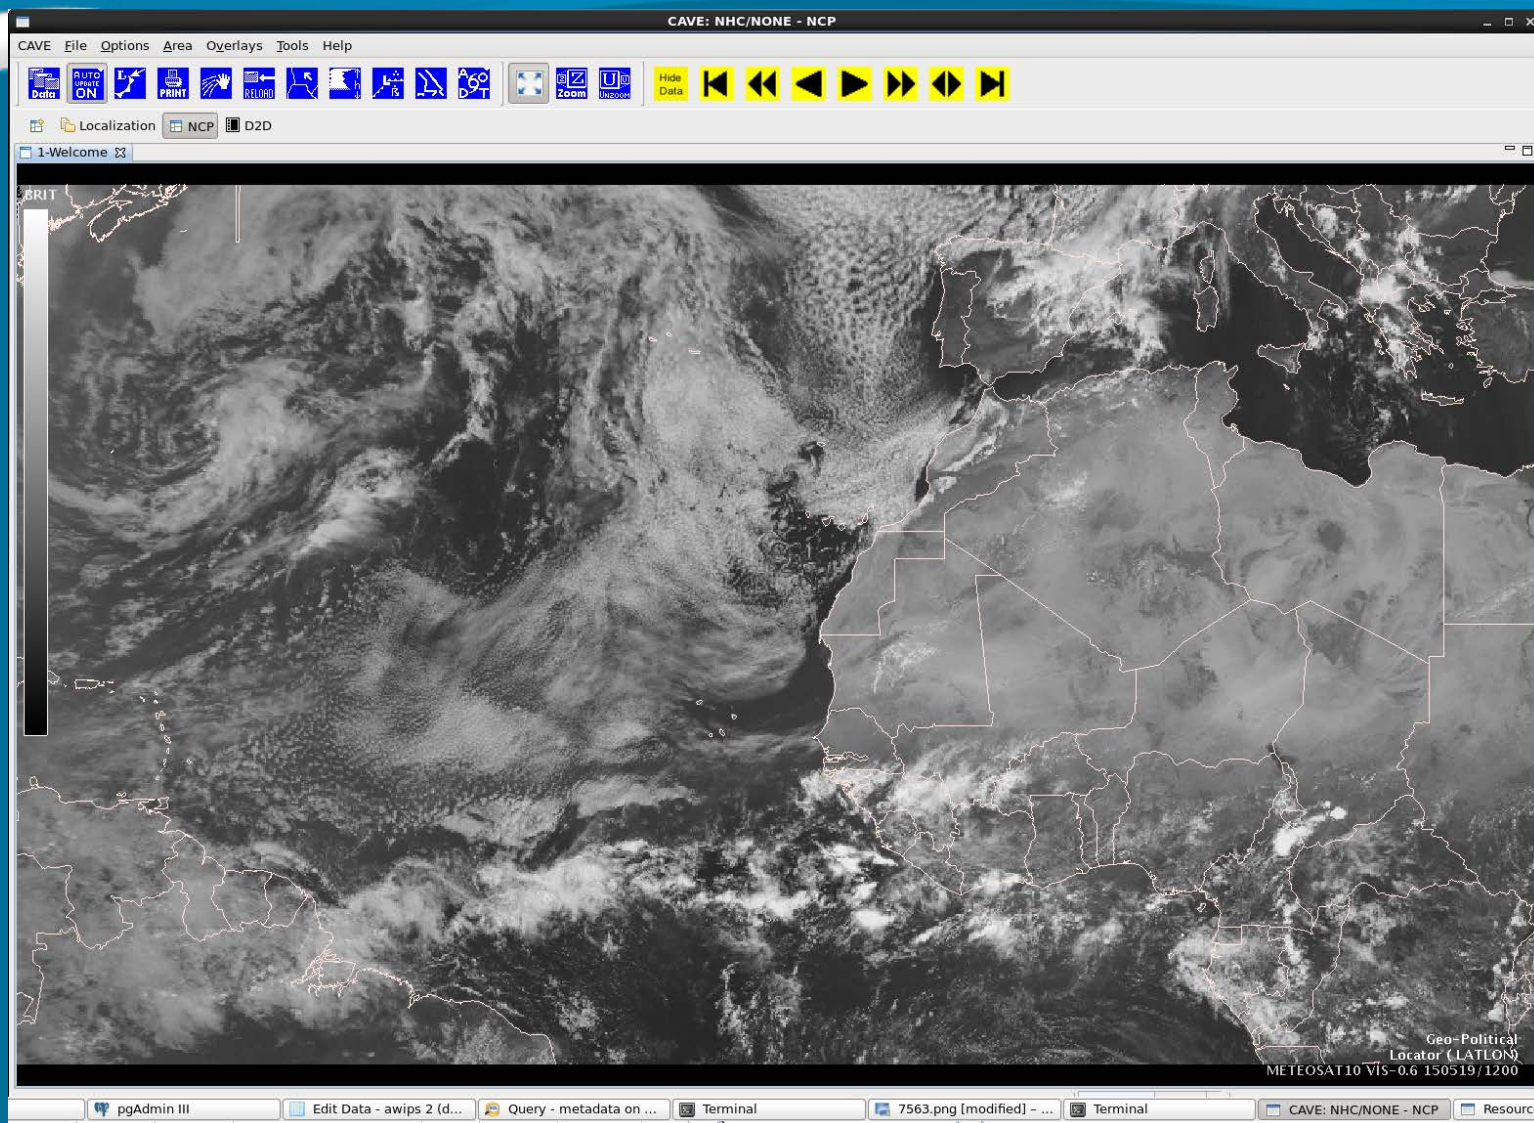 CAVE: NHC/NONE - NCP
CAVE File Options Area Overlays Tools Help
Data AUTO UPDATE ON PRINT RELOAD Zoom UNZOOM Hide Data
Localization NCP D2D
1-Welcome
BRIT
Geo-Political
Locator ( LATLON)
METEOSAT10 VIS-0.6 150519/1200
pgAdmin III Edit Data - awips 2 (d... Query - metadata on ... Terminal 7563.png [modified] - ... Terminal CAVE: NHC/NONE - NCP Resourc